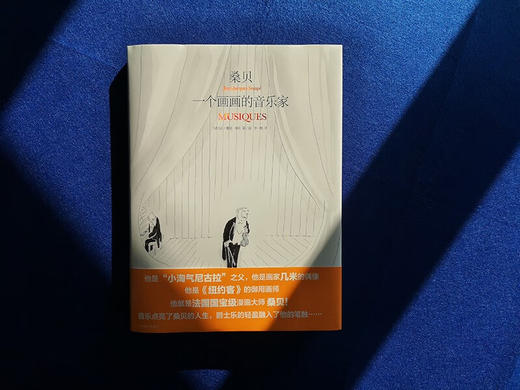 桑贝
Jean-Jacques Sempé
一个画画的音乐家
MUSIQUES
他是“小淘气尼古拉”之父，他是画家几米的偶像
他是《纽约客》的御用画师
他就是法国国宝级漫画大师 桑贝！
音乐点亮了桑贝的人生，爵士乐的轻盈融入了他的笔触……